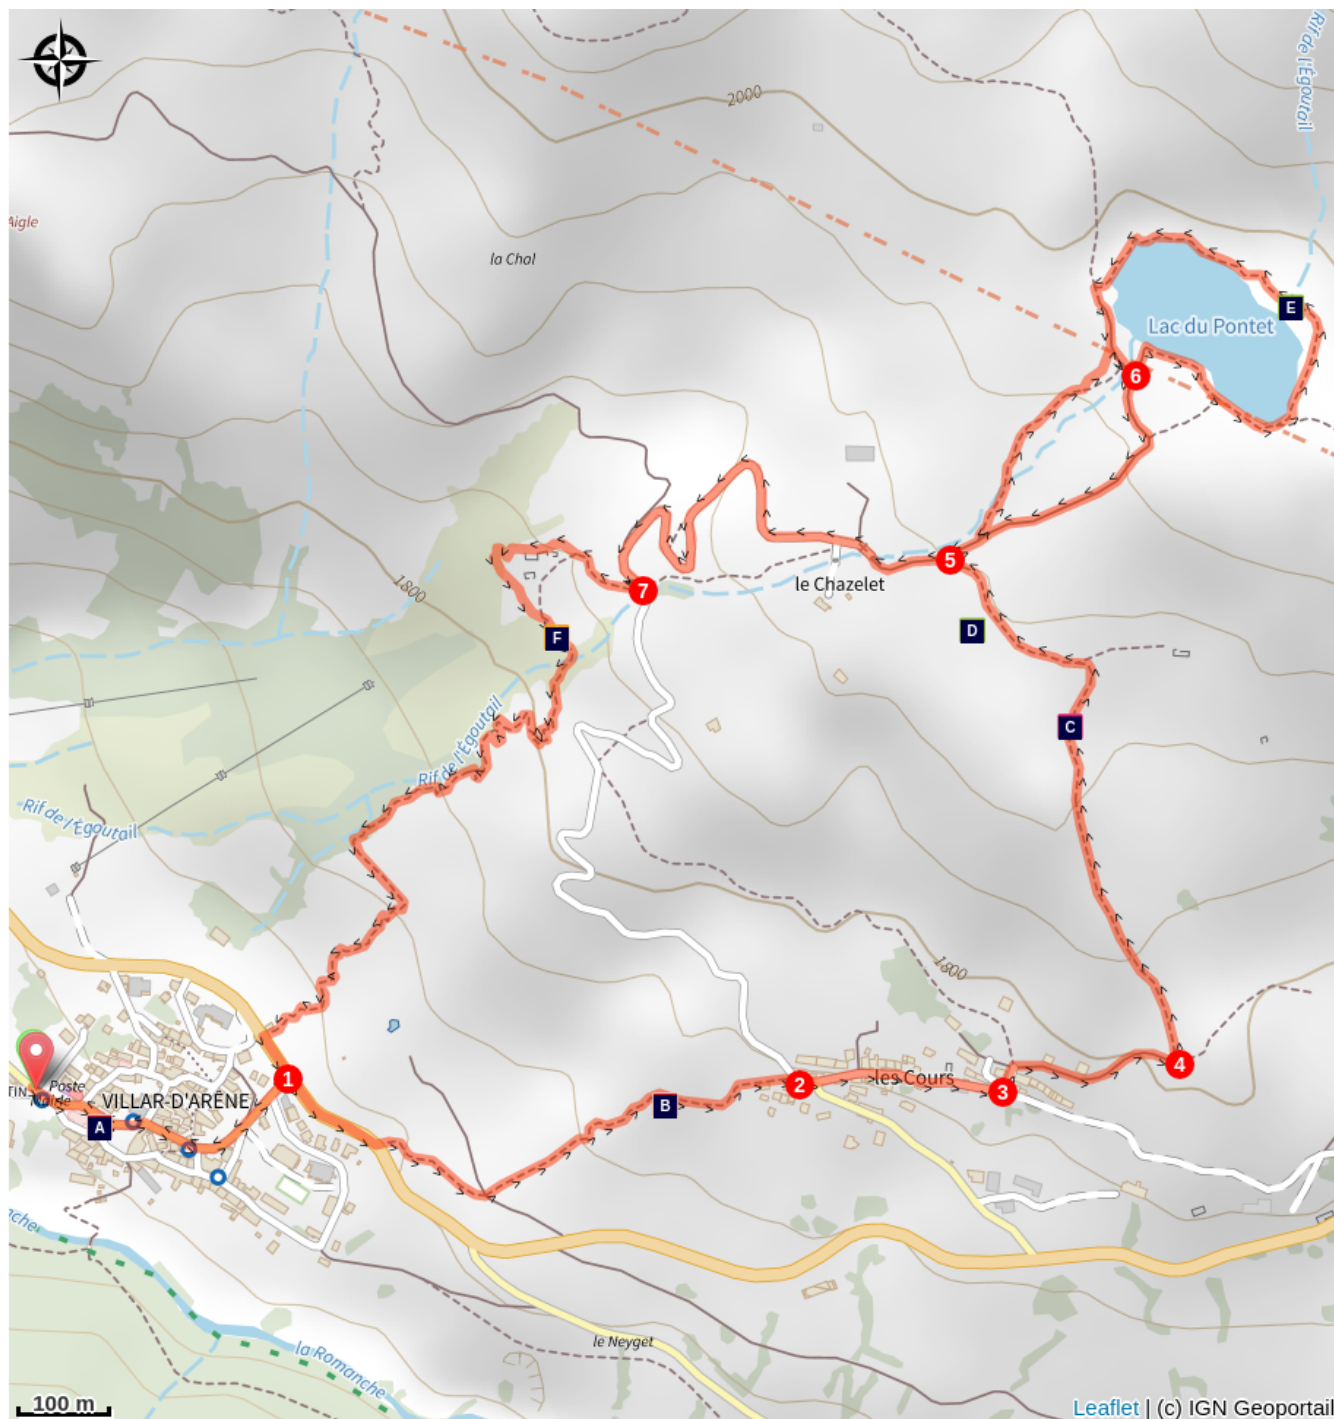 Rif de l'Égoutail
2000
Aigle
la Chal
Lac du Pontet
E
6
5
le Chazelet
7
1800
F
D
C
Rif de l'Égoutail
Rif de l'Égoutail
1800
4
les Cours
3
2
1
Poste
VILLAR-D'ARÊNE
B
A
la Romanche
le Neyget
100 m
Leaflet | (c) IGN Geoportail